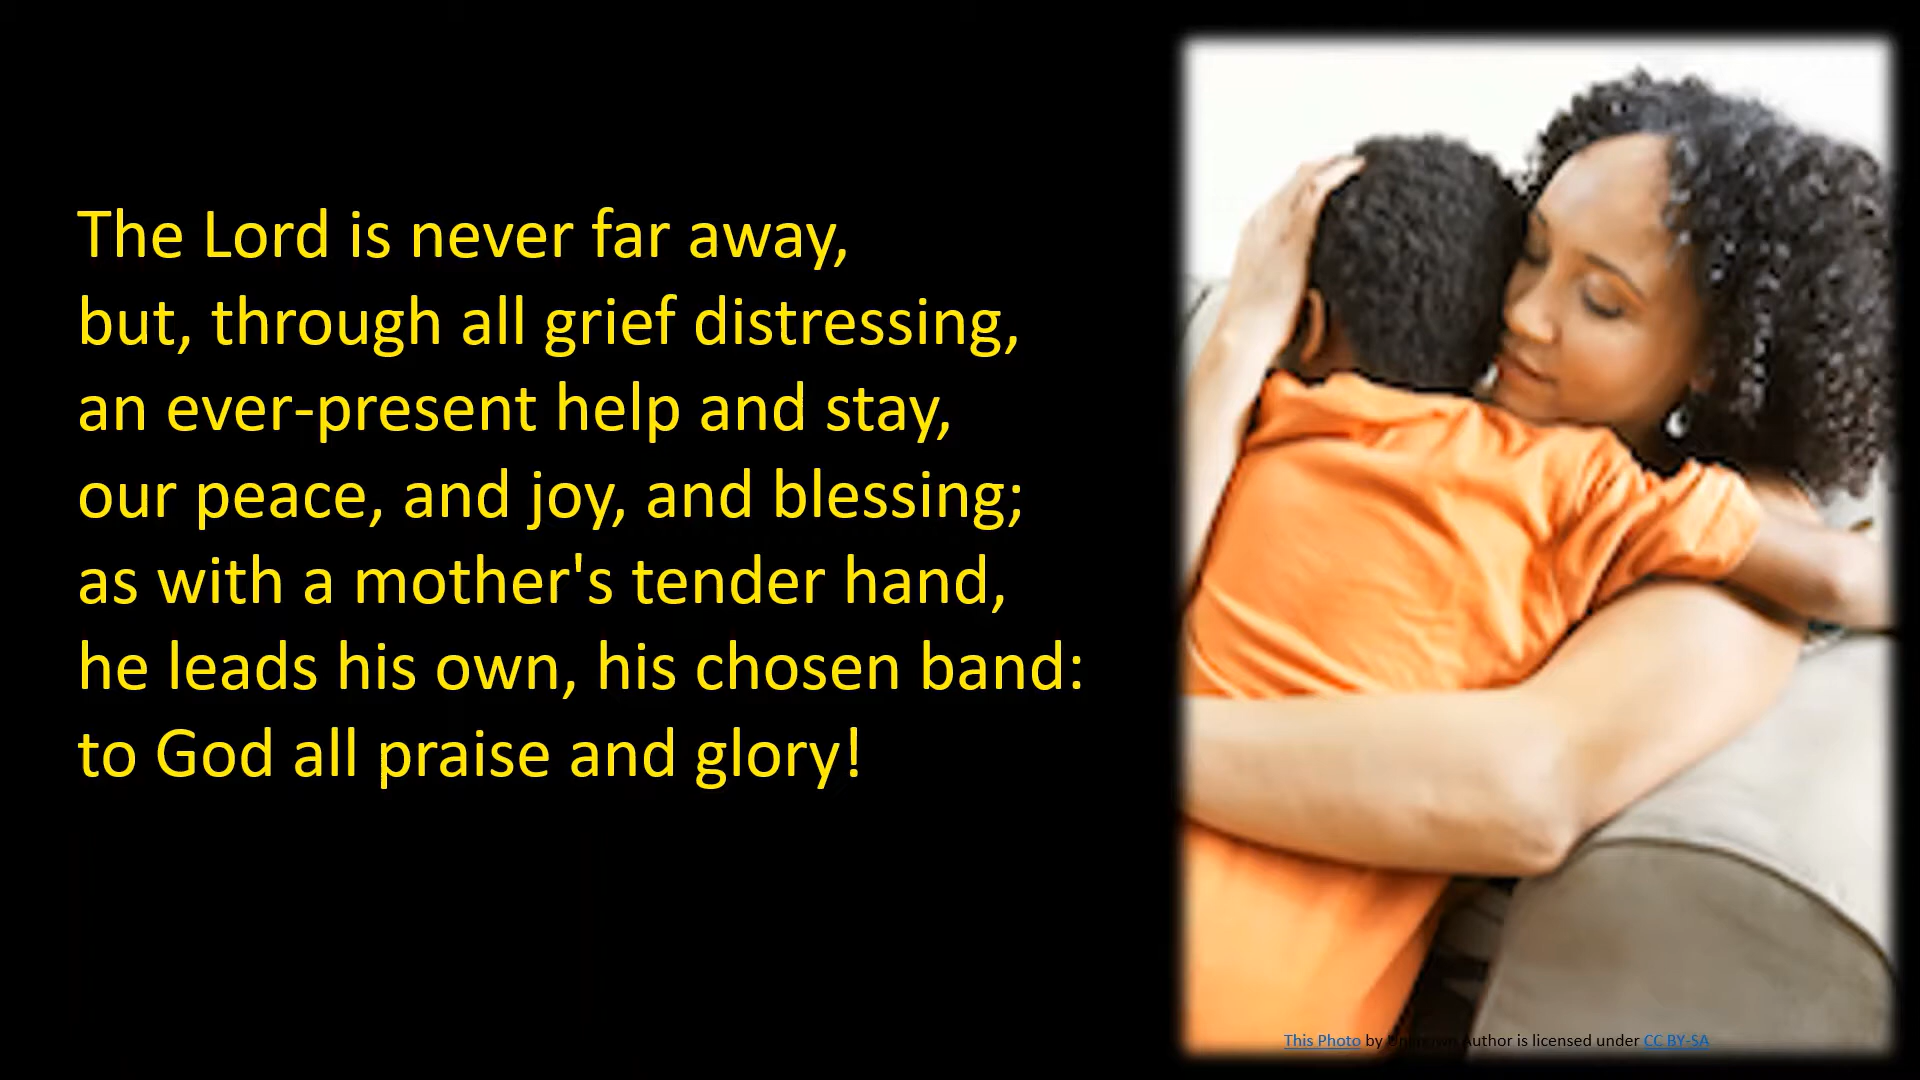 The Lord is never far away,
but, through all grief distressing,
an ever-present help and stay,
our peace, and joy, and blessing;
as with a mother's tender hand,
he leads his own, his chosen band:
to God all praise and glory!
This Photo by Unknown Author is licensed under CC BY-SA